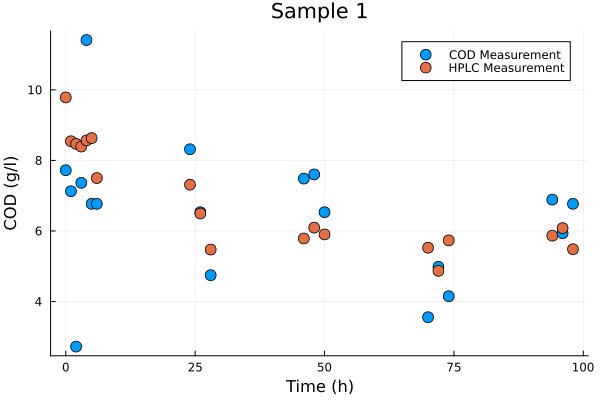 Sample 1
COD Measurement
HPLC Measurement
COD (g/l)
10
8
6
4
0
25
50
75
100
Time (h)